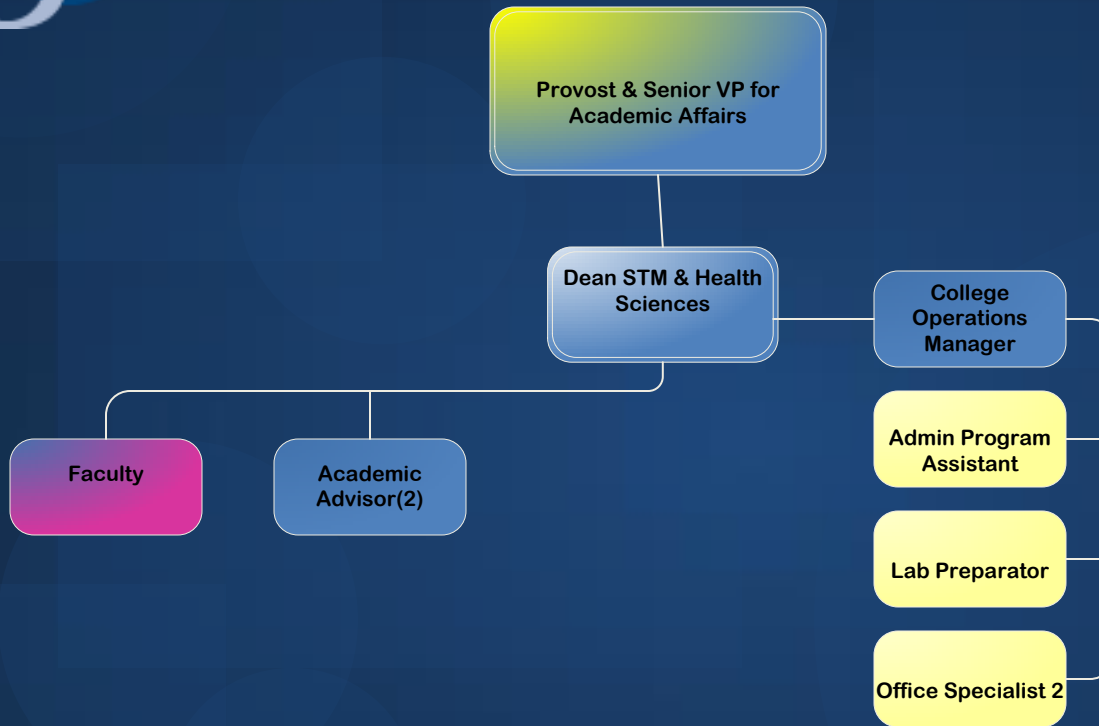 Provost & Senior VP for
Academic Affairs
Dean STM & Health
Sciences
College
Operations
Manager
Admin Program
Assistant
Faculty
Academic
Advisor(2)
Lab Preparator
Office Specialist 2